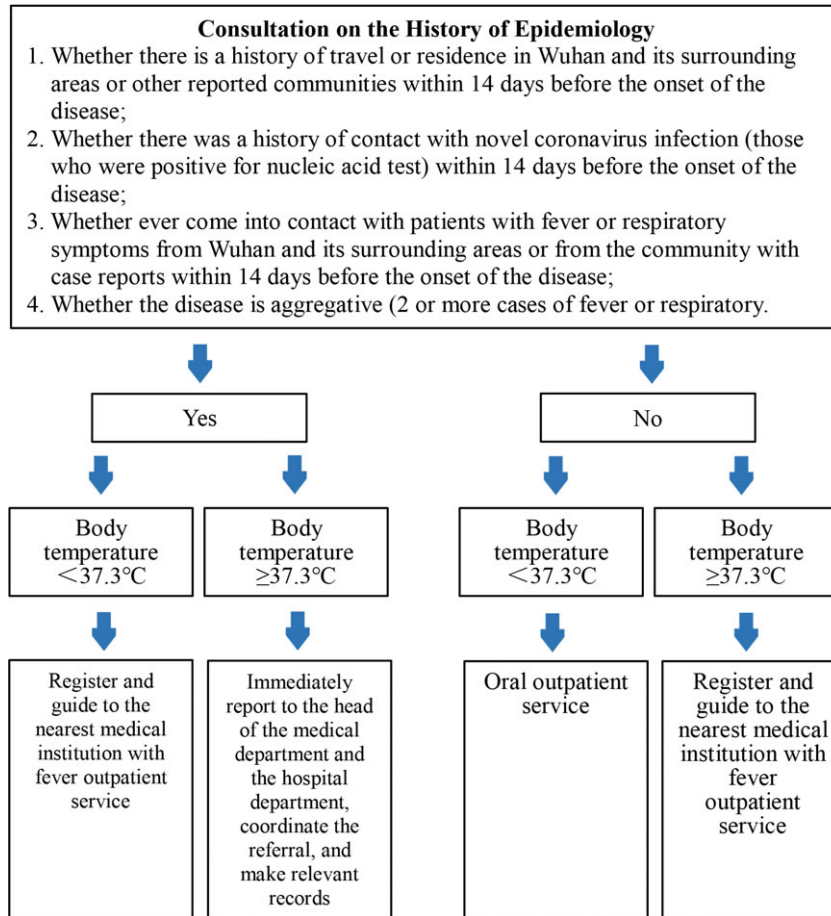 Consultation on the History of Epidemiology
1. Whether there is a history of travel or residence in Wuhan and its surrounding
areas or other reported communities within 14 days before the onset of the
disease;
2. Whether there was a history of contact with novel coronavirus infection (those
who were positive for nucleic acid test) within 14 days before the onset of the
disease;
3. Whether ever come into contact with patients with fever or respiratory
symptoms from Wuhan and its surrounding areas or from the community with
case reports within 14 days before the onset of the disease;
4. Whether the disease is aggregative (2 or more cases of fever or respiratory.
Yes
No
Body
temperature
＜37.3℃
Body
temperature
≥37.3℃
Body
temperature
＜37.3℃
Body
temperature
≥37.3℃
Register and
guide to the
nearest medical
institution with
fever outpatient
service
Immediately
report to the head
of the medical
department and
the hospital
department,
coordinate the
referral, and
make relevant
records
Oral outpatient
service
Register and
guide to the
nearest medical
institution with
fever
outpatient
service